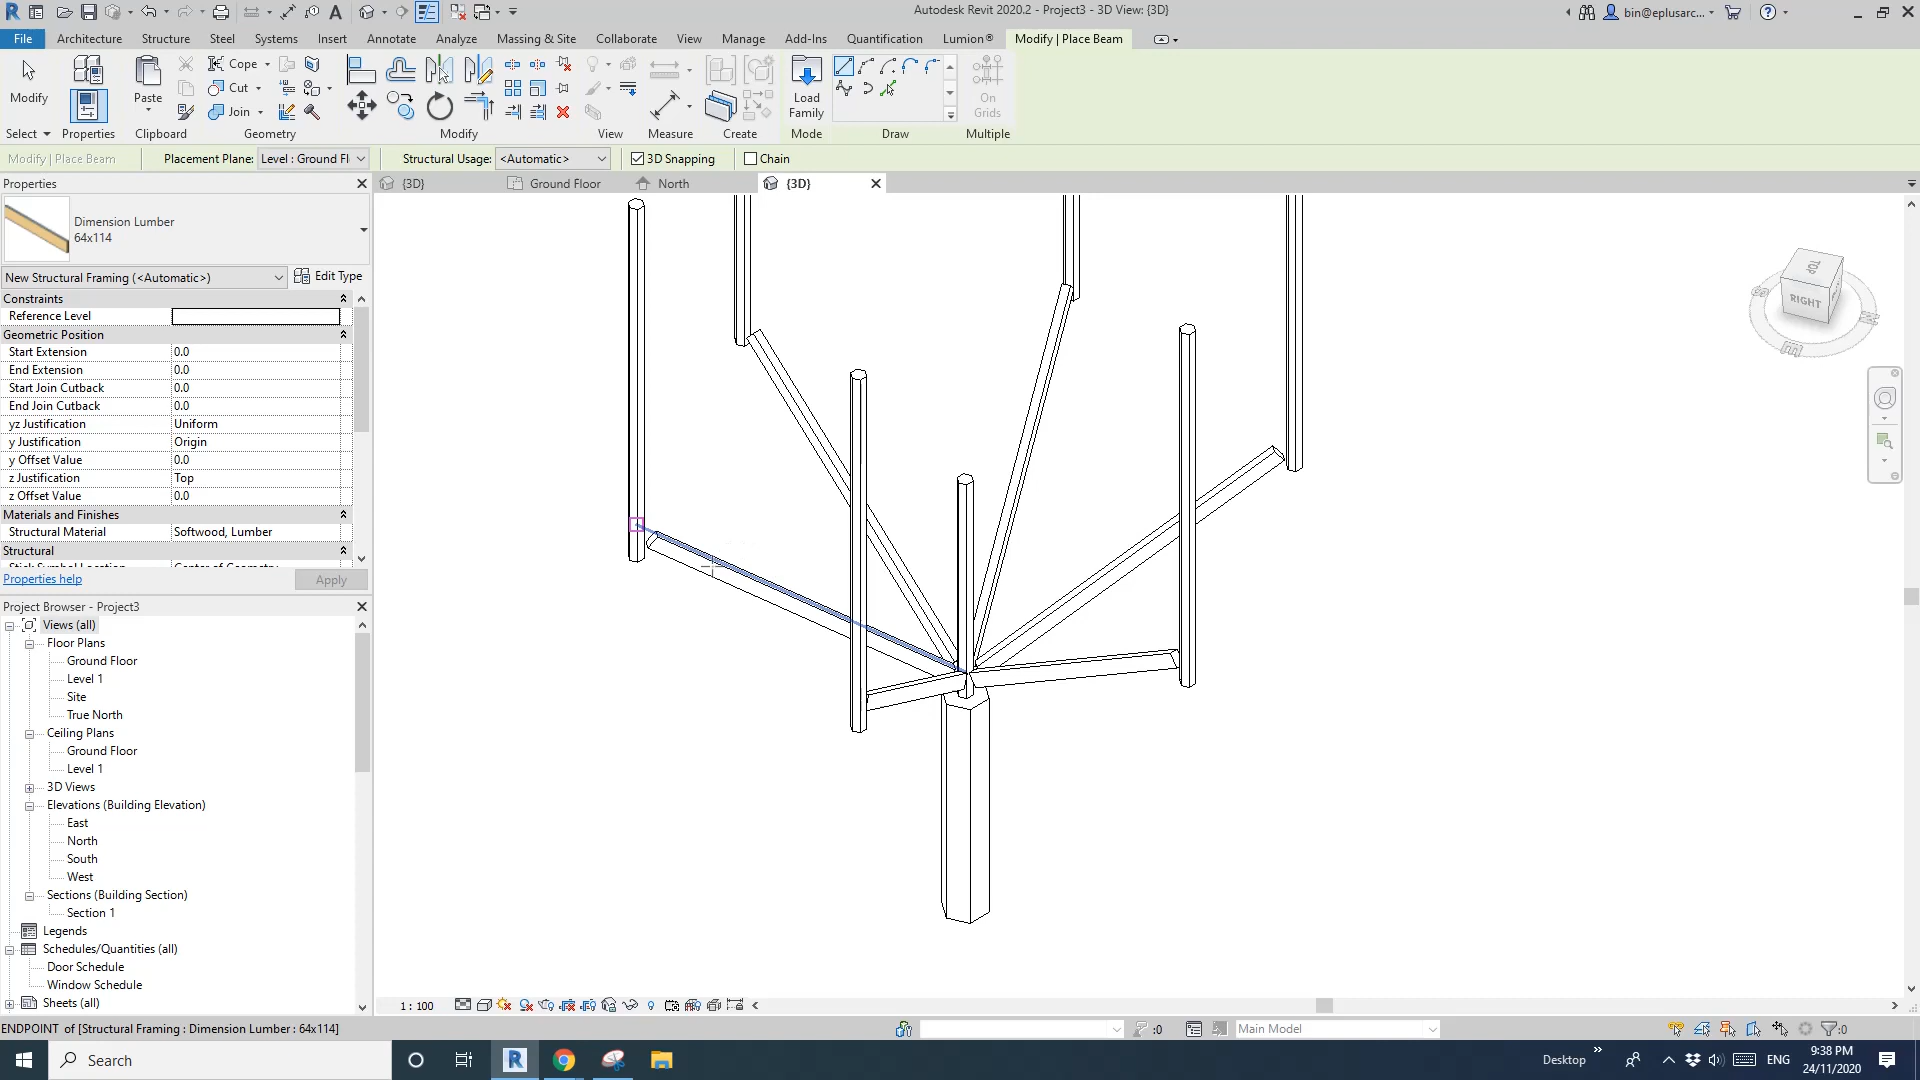 Autodesk Revit 2020.2 - Project3 - 3D View: {3D}
bin@eplusarc...
File Architecture Structure Steel Systems Insert Annotate Analyze Massing & Site Collaborate View Manage Add-Ins Quantification Lumion® Modify | Place Beam
Modify
Paste
Cope
Cut
Join
Load
Family
On
Grids
Select Properties Clipboard Geometry Modify View Measure Create Mode Draw Multiple
Modify | Place Beam Placement Plane: Level : Ground Fl Structural Usage: <Automatic> 3D Snapping Chain
Properties
{3D} Ground Floor North {3D}
Dimension Lumber
64x114
New Structural Framing (<Automatic>) Edit Type
Constraints
Reference Level
Geometric Position
Start Extension 0.0
End Extension 0.0
Start Join Cutback 0.0
End Join Cutback 0.0
yz Justification Uniform
y Justification Origin
y Offset Value 0.0
z Justification Top
z Offset Value 0.0
Materials and Finishes
Structural Material Softwood, Lumber
Structural
Properties help Apply
Project Browser - Project3
Views (all)
Floor Plans
Ground Floor
Level 1
Site
True North
Ceiling Plans
Ground Floor
Level 1
3D Views
Elevations (Building Elevation)
East
North
South
West
Sections (Building Section)
Section 1
Legends
Schedules/Quantities (all)
Door Schedule
Window Schedule
Sheets (all)
TOP
RIGHT
1 : 100
ENDPOINT of [Structural Framing : Dimension Lumber : 64x114]
:0
Main Model
:0
Search
Desktop
ENG
9:38 PM
24/11/2020